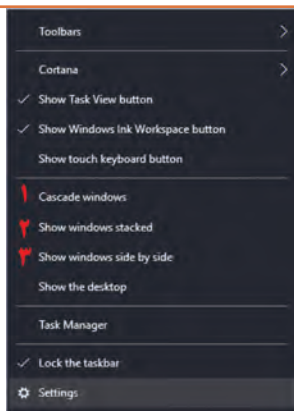 Toolbars
Cortana
Show Task View button
Show Windows Ink Workspace button
Show touch keyboard button
۱ Cascade windows
۲ Show windows stacked
۳ Show windows side by side
Show the desktop
Task Manager
Lock the taskbar
Settings